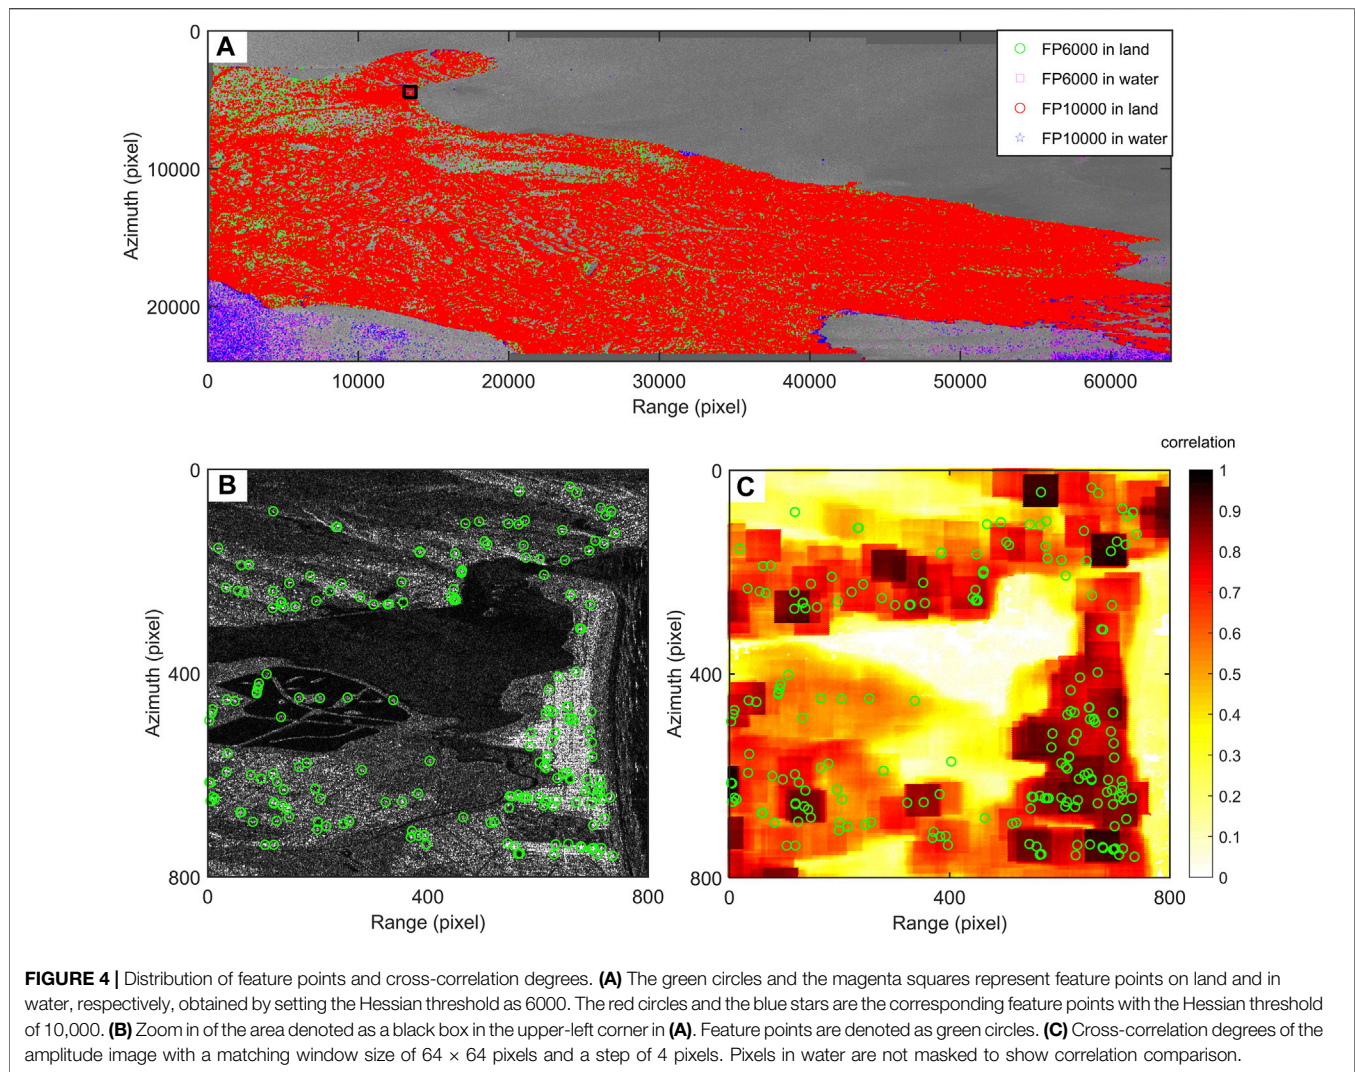 A
0
10000
20000
Azimuth (pixel)
FP6000 in land
FP6000 in water
FP10000 in land
FP10000 in water
0 10000 20000 30000 40000 50000 60000
Range (pixel)
B
0
400
800
Azimuth (pixel)
0 400 800
Range (pixel)
C
0
400
800
Azimuth (pixel)
0 400 800
Range (pixel)
correlation
1
0.9
0.8
0.7
0.6
0.5
0.4
0.3
0.2
0.1
0
FIGURE 4 | Distribution of feature points and cross-correlation degrees. (A) The green circles and the magenta squares represent feature points on land and in
water, respectively, obtained by setting the Hessian threshold as 6000. The red circles and the blue stars are the corresponding feature points with the Hessian threshold
of 10,000. (B) Zoom in of the area denoted as a black box in the upper-left corner in (A). Feature points are denoted as green circles. (C) Cross-correlation degrees of the
amplitude image with a matching window size of 64 × 64 pixels and a step of 4 pixels. Pixels in water are not masked to show correlation comparison.